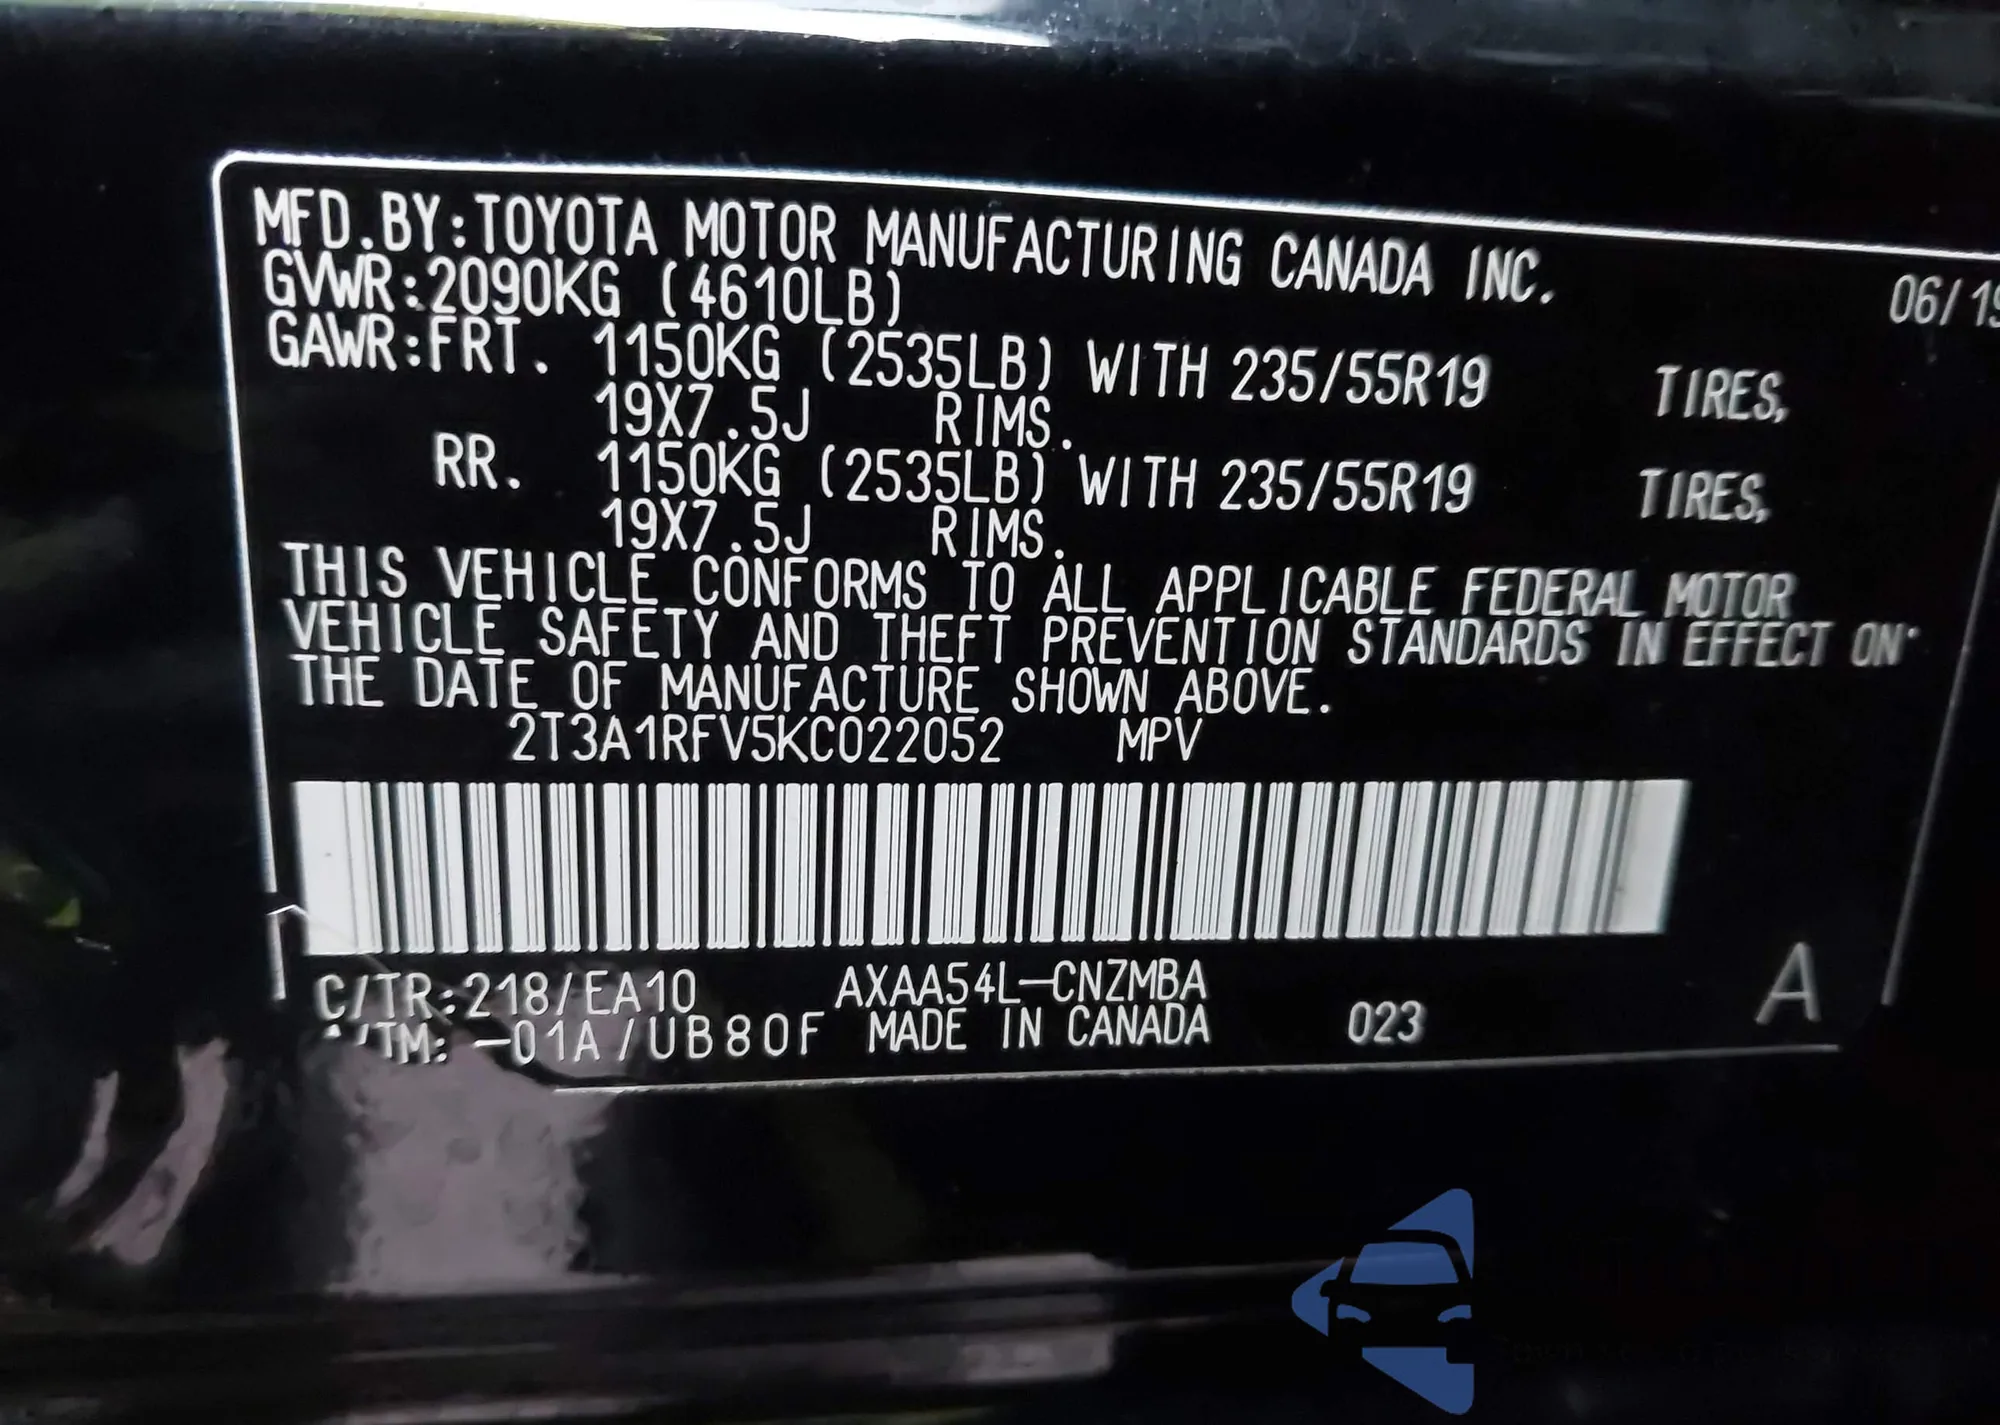 MFD.BY:TOYOTA MOTOR MANUFACTURING CANADA INC.
06/19
GVWR:2090KG (4610LB)
GAWR:FRT. 1150KG (2535LB) WITH 235/55R19 TIRES,
19X7.5J RIMS.
RR. 1150KG (2535LB) WITH 235/55R19 TIRES,
19X7.5J RIMS.
THIS VEHICLE CONFORMS TO ALL APPLICABLE FEDERAL MOTOR
VEHICLE SAFETY AND THEFT PREVENTION STANDARDS IN EFFECT ON
THE DATE OF MANUFACTURE SHOWN ABOVE.
2T3A1RFV5KC022052 MPV
C/TR:218/EA10 AXAA54L-CNZMBA
/TM: -01A/UB80F MADE IN CANADA 023 A